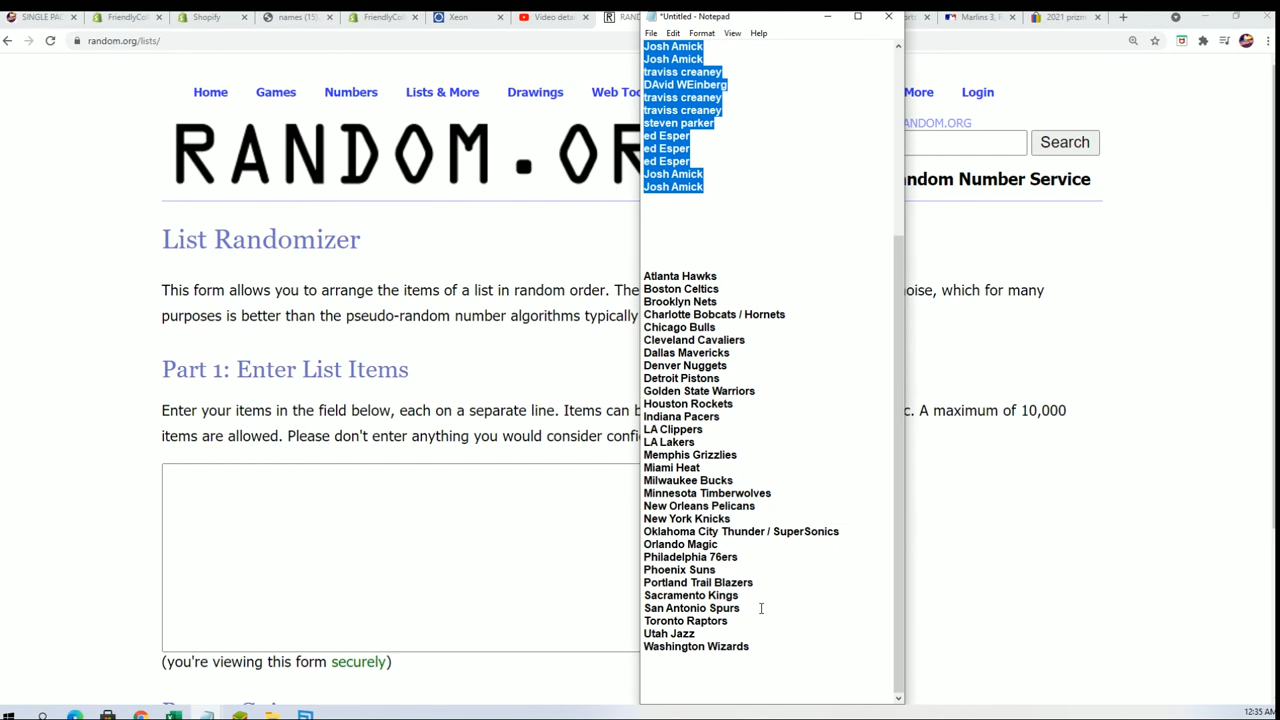 SINGLE PAC
FriendlyColl
Shopify
names (15).
FriendlyColl
Xeon
Video detai
RAND
*Untitled - Notepad
Marlins 3, R
2021 prizm
random.org/lists/
File Edit Format View Help
Josh Amick
Josh Amick
traviss creaney
DAvid WEinberg
traviss creaney
traviss creaney
steven parker
ed Esper
ed Esper
ed Esper
Josh Amick
Josh Amick
Home Games Numbers Lists & More Drawings Web Too
More Login
RANDOM.OR
ANDOM.ORG
Search
andom Number Service
List Randomizer
This form allows you to arrange the items of a list in random order. The
oise, which for many
purposes is better than the pseudo-random number algorithms typically
Part 1: Enter List Items
Enter your items in the field below, each on a separate line. Items can b
c. A maximum of 10,000
items are allowed. Please don't enter anything you would consider confi
(you're viewing this form securely)
Atlanta Hawks
Boston Celtics
Brooklyn Nets
Charlotte Bobcats / Hornets
Chicago Bulls
Cleveland Cavaliers
Dallas Mavericks
Denver Nuggets
Detroit Pistons
Golden State Warriors
Houston Rockets
Indiana Pacers
LA Clippers
LA Lakers
Memphis Grizzlies
Miami Heat
Milwaukee Bucks
Minnesota Timberwolves
New Orleans Pelicans
New York Knicks
Oklahoma City Thunder / SuperSonics
Orlando Magic
Philadelphia 76ers
Phoenix Suns
Portland Trail Blazers
Sacramento Kings
San Antonio Spurs
Toronto Raptors
Utah Jazz
Washington Wizards
12:35 AM